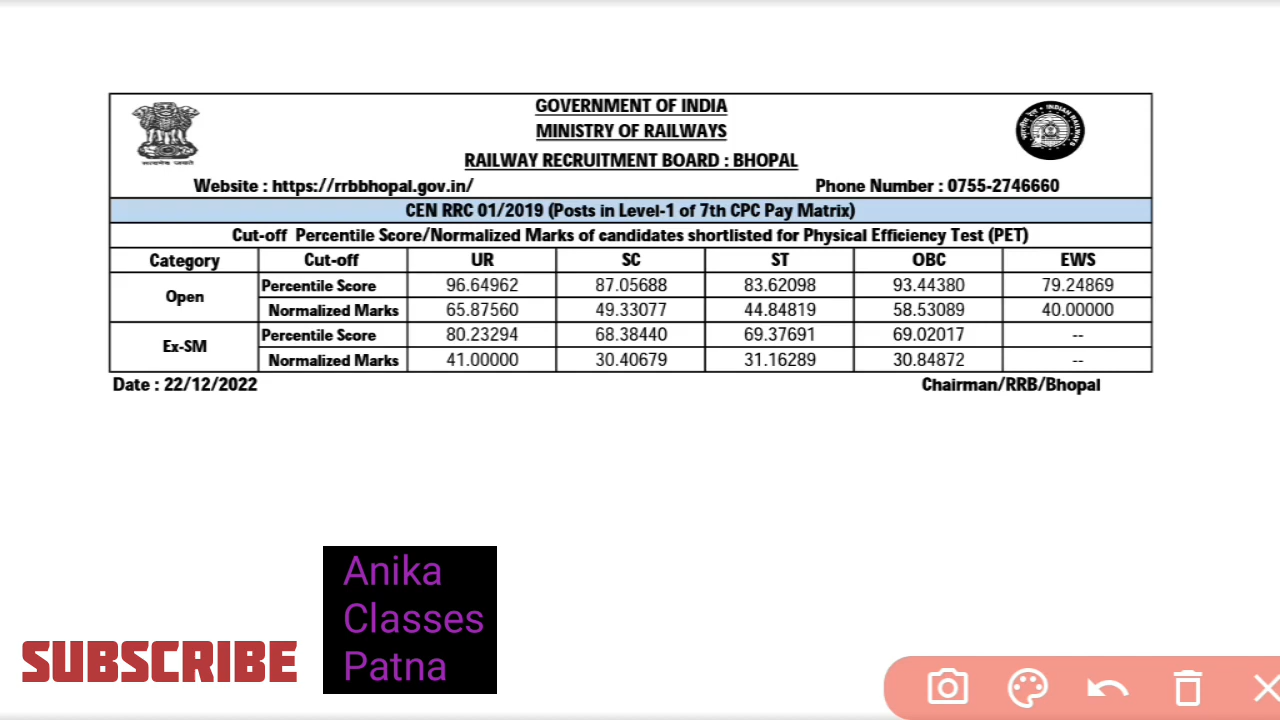 GOVERNMENT OF INDIA
MINISTRY OF RAILWAYS
RAILWAY RECRUITMENT BOARD : BHOPAL
Website : https://rrbbhopal.gov.in/ Phone Number : 0755-2746660
CEN RRC 01/2019 (Posts in Level-1 of 7th CPC Pay Matrix)
Cut-off Percentile Score/Normalized Marks of candidates shortlisted for Physical Efficiency Test (PET)
Category Cut-off UR SC ST OBC EWS
Open Percentile Score 96.64962 87.05688 83.62098 93.44380 79.24869
Normalized Marks 65.87560 49.33077 44.84819 58.53089 40.00000
Ex-SM Percentile Score 80.23294 68.38440 69.37691 69.02017 --
Normalized Marks 41.00000 30.40679 31.16289 30.84872 --
Date : 22/12/2022 Chairman/RRB/Bhopal
Anika
Classes
Patna
SUBSCRIBE
सत्यमेव जयते
INDIAN RAILWAYS